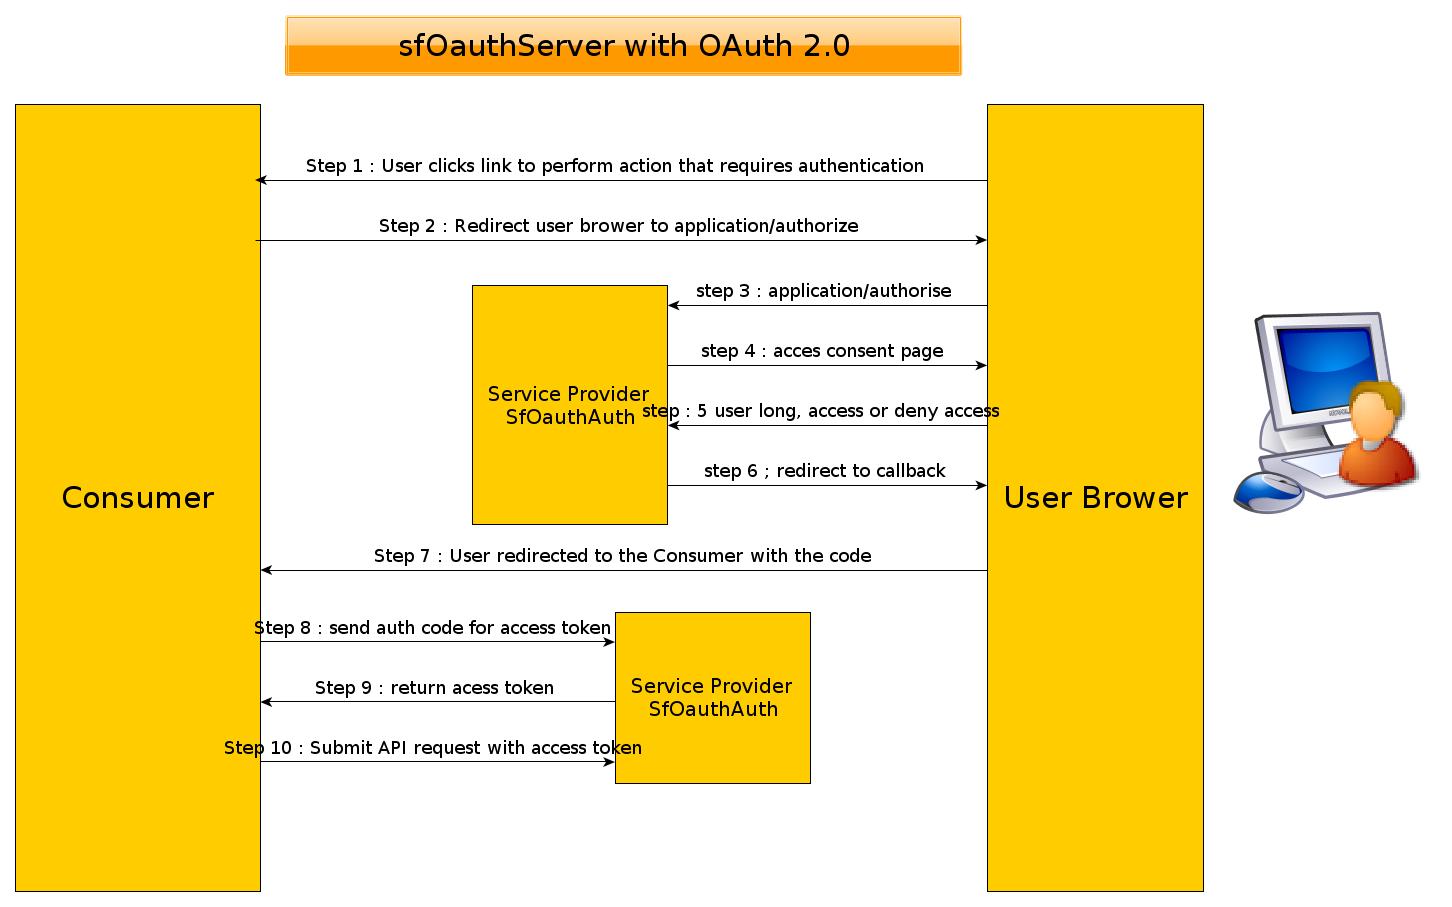 sfOauthServer with OAuth 2.0
Step 1 : User clicks link to perform action that requires authentication
Step 2 : Redirect user brower to application/authorize
step 3 : application/authorise
step 4 : acces consent page
Service Provider
SfOauthAuth
step : 5 user long, access or deny access
step 6 ; redirect to callback
Consumer
User Brower
Step 7 : User redirected to the Consumer with the code
Step 8 : send auth code for access token
Step 9 : return acess token
Service Provider
SfOauthAuth
Step 10 : Submit API request with access token